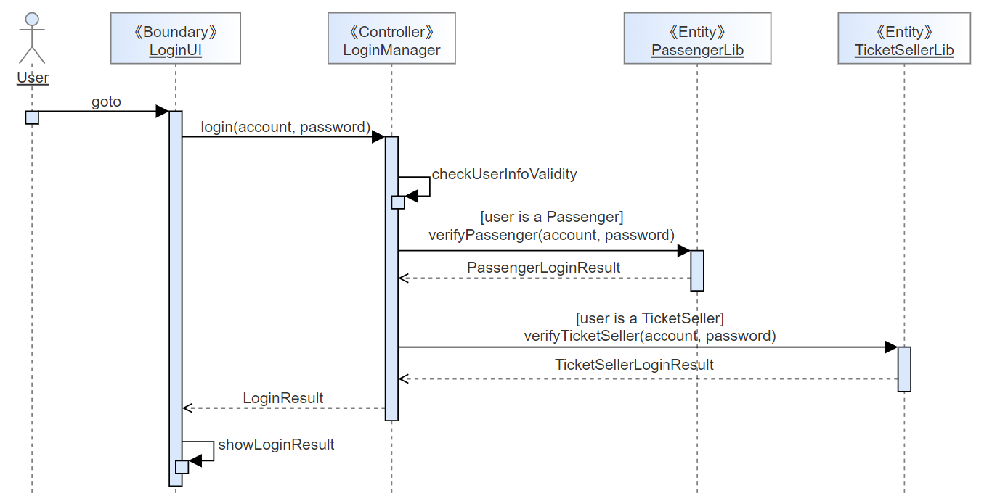 《Boundary》
LoginUI
《Controller》
LoginManager
《Entity》
PassengerLib
《Entity》
TicketSellerLib
User
goto
login(account, password)
checkUserInfoValidity
[user is a Passenger]
verifyPassenger(account, password)
PassengerLoginResult
[user is a TicketSeller]
verifyTicketSeller(account, password)
TicketSellerLoginResult
LoginResult
showLoginResult